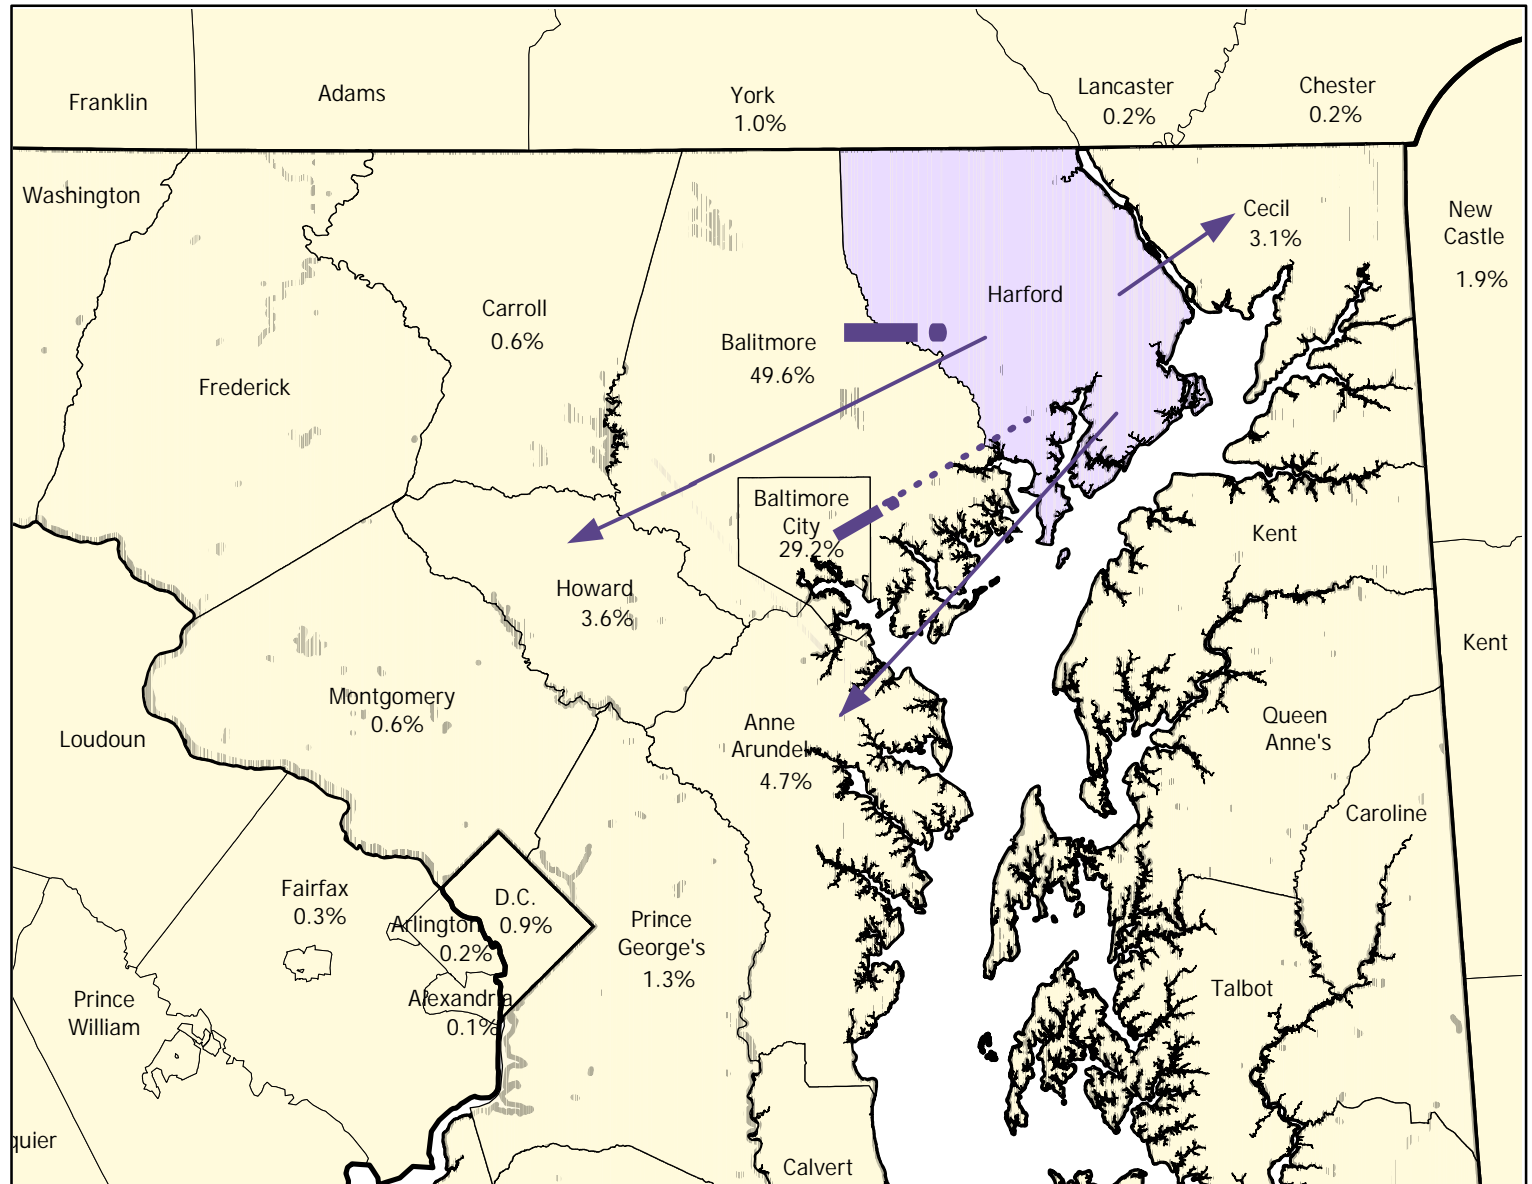 Franklin
Adams
York
1.0%
Lancaster
0.2%
Chester
0.2%
Washington
Cecil
3.1%
New
Castle
1.9%
Harford
Carroll
0.6%
Balitmore
49.6%
Frederick
Baltimore
City
29.2%
Kent
Howard
3.6%
Kent
Montgomery
0.6%
Loudoun
Anne
Arundel
4.7%
Queen
Anne's
Caroline
Fairfax
0.3%
D.C.
0.9%
Arlington
0.2%
Prince
George's
1.3%
Alexandria
0.1%
Prince
William
Talbot
quier
Calvert